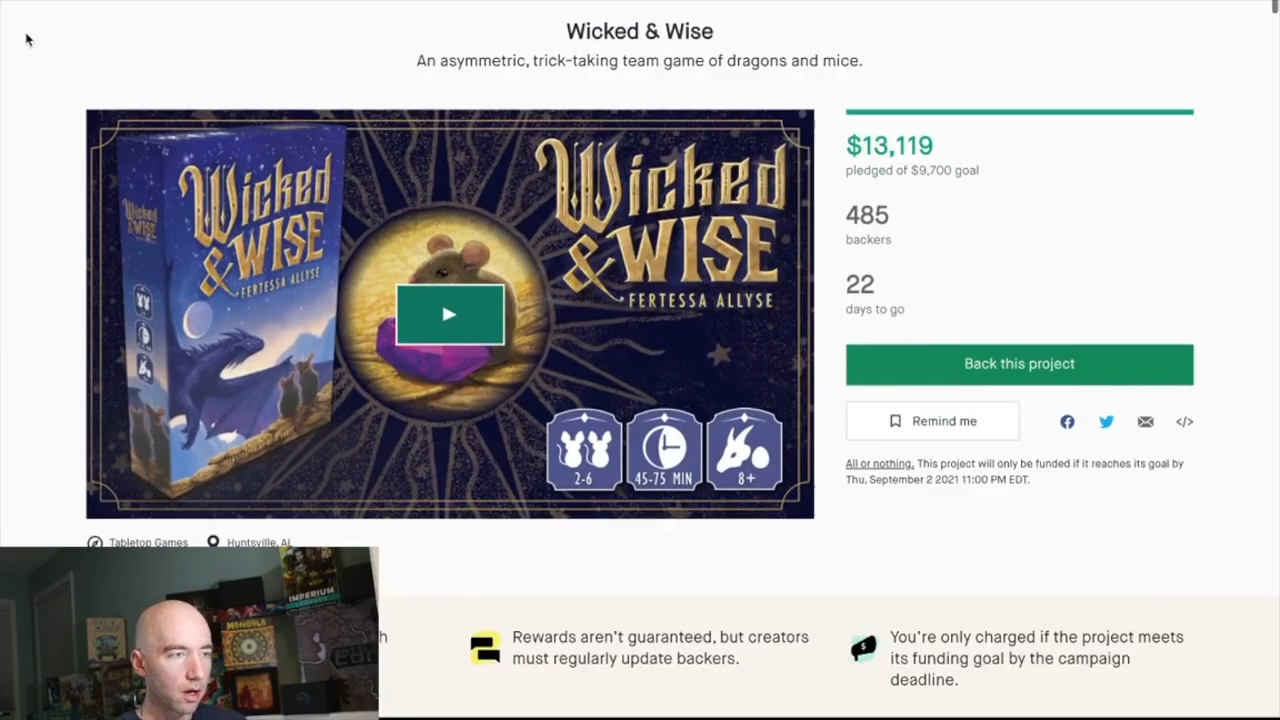 Wicked & Wise
An asymmetric, trick-taking team game of dragons and mice.
Wicked
& WISE
FERTESSA ALLYSE
Wicked
& WISE
Wicked
& WISE
FERTESSA ALLYSE
2-6
45-75 MIN
8+
$13,119
pledged of $9,700 goal
485
backers
22
days to go
Back this project
Remind me
All or nothing. This project will only be funded if it reaches its goal by
Thu, September 2 2021 11:00 PM EDT.
Tabletop Games
Huntsville, AL
Rewards aren't guaranteed, but creators
must regularly update backers.
You're only charged if the project meets
its funding goal by the campaign
deadline.
IMPERIUM
MANDALA